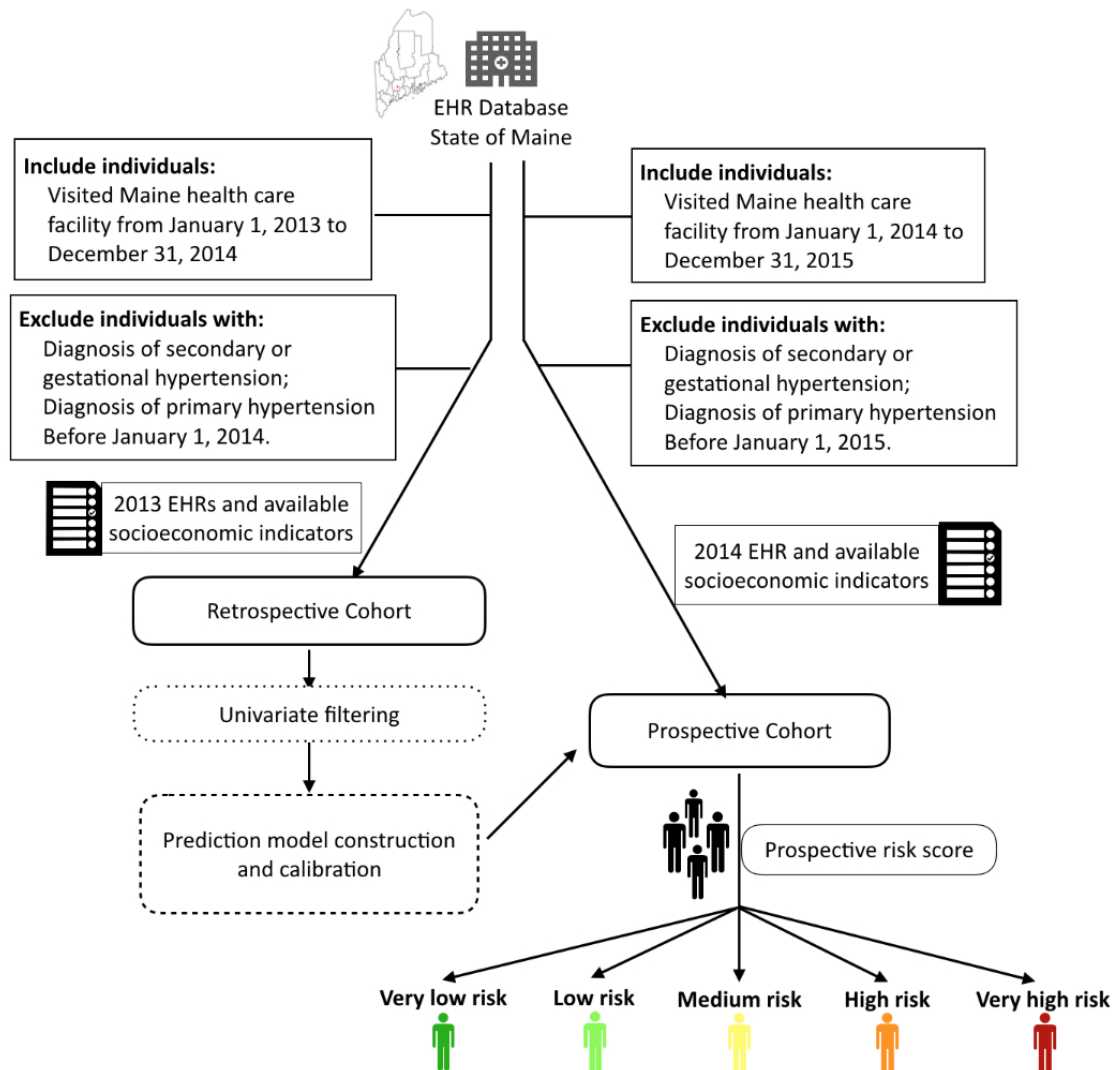 EHR Database
State of Maine
Include individuals:
Visited Maine health care
facility from January 1, 2013 to
December 31, 2014
Include individuals:
Visited Maine health care
facility from January 1, 2014 to
December 31, 2015
Exclude individuals with:
Diagnosis of secondary or
gestational hypertension;
Diagnosis of primary hypertension
Before January 1, 2014.
Exclude individuals with:
Diagnosis of secondary or
gestational hypertension;
Diagnosis of primary hypertension
Before January 1, 2015.
2013 EHRs and available
socioeconomic indicators
2014 EHR and available
socioeconomic indicators
Retrospective Cohort
Univariate filtering
Prospective Cohort
Prediction model construction
and calibration
Prospective risk score
Very low risk
Low risk
Medium risk
High risk
Very high risk